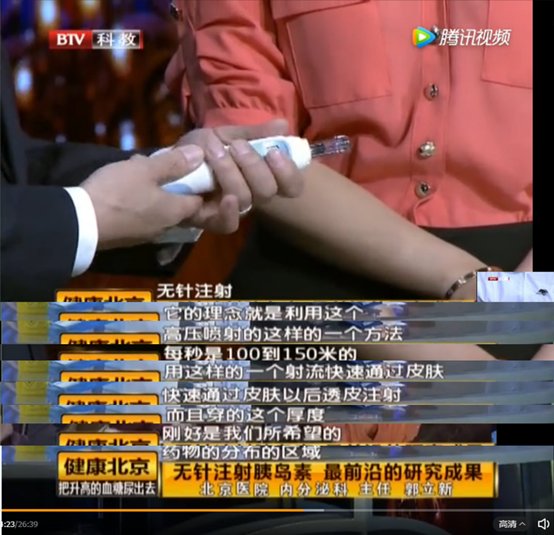 BTV 科教
腾讯视频
无针注射
健康北京
它的理念就是利用这个
高压喷射的这样的一个方法
每秒是100到150米的
用这样的一个射流快速通过皮肤
快速通过皮肤以后透皮注射
而且穿的这个厚度
刚好是我们所希望的
药物的分布的区域
健康北京
把升高的血糖尿出去
无针注射胰岛素 最前沿的研究成果
北京医院 内分泌科 主任 郭立新
:23/26:39
高清